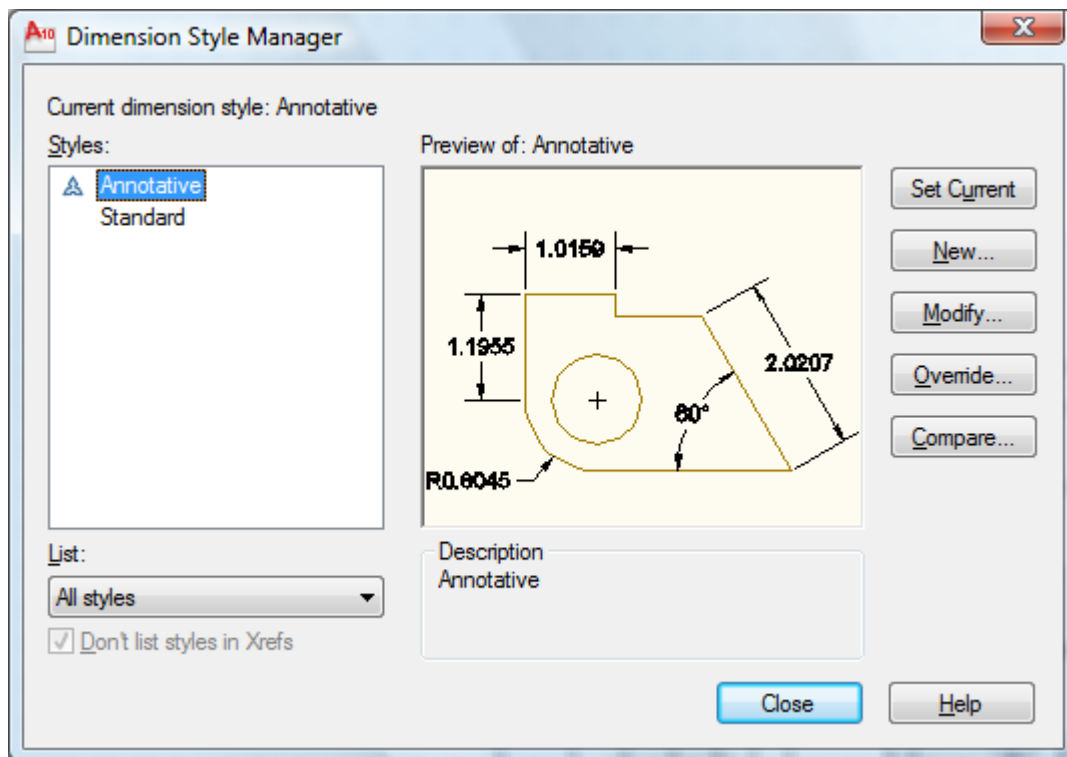 A10 Dimension Style Manager
Current dimension style: Annotative
Styles:
Annotative
Standard
Preview of: Annotative
1.0159
1.1955
2.0207
60°
R0.8045
Set Current
New...
Modify...
Override...
Compare...
List:
All styles
Don't list styles in Xrefs
Description
Annotative
Close
Help